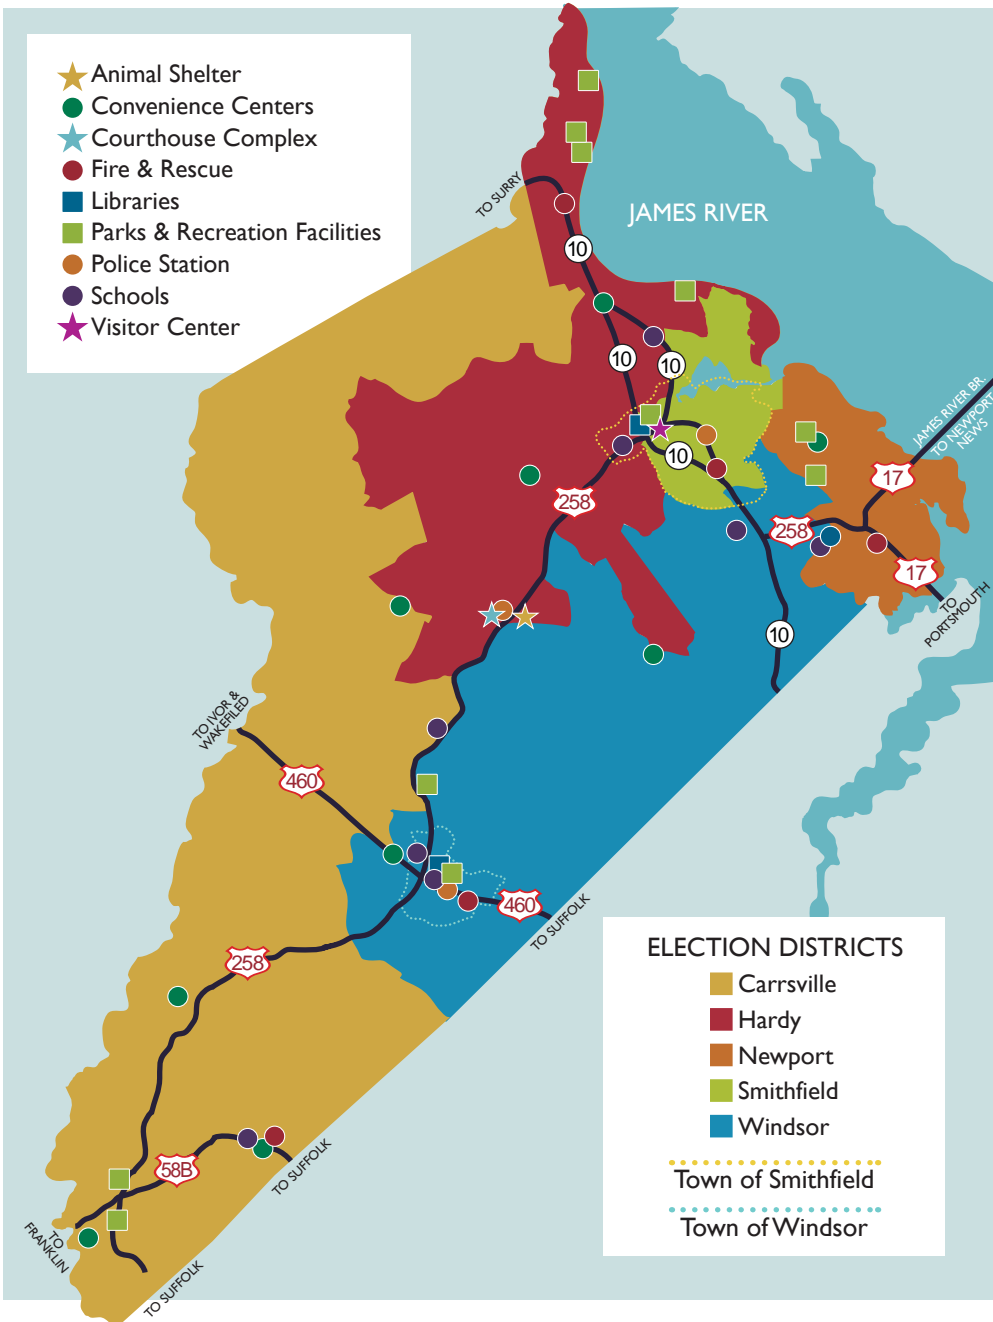 Animal Shelter
Convenience Centers
Courthouse Complex
Fire & Rescue
Libraries
Parks & Recreation Facilities
Police Station
Schools
Visitor Center
TO SURRY
JAMES RIVER
10
10
10
JAMES RIVER BR.
TO NEWPORT
NEWS
10
17
258
258
17
TO
PORTSMOUTH
10
TO IVOR &
WAKEFILED
460
460
TO SUFFOLK
258
ELECTION DISTRICTS
Carrsville
Hardy
Newport
Smithfield
Windsor
Town of Smithfield
Town of Windsor
58B
TO SUFFOLK
TO
FRANKLIN
TO SUFFOLK